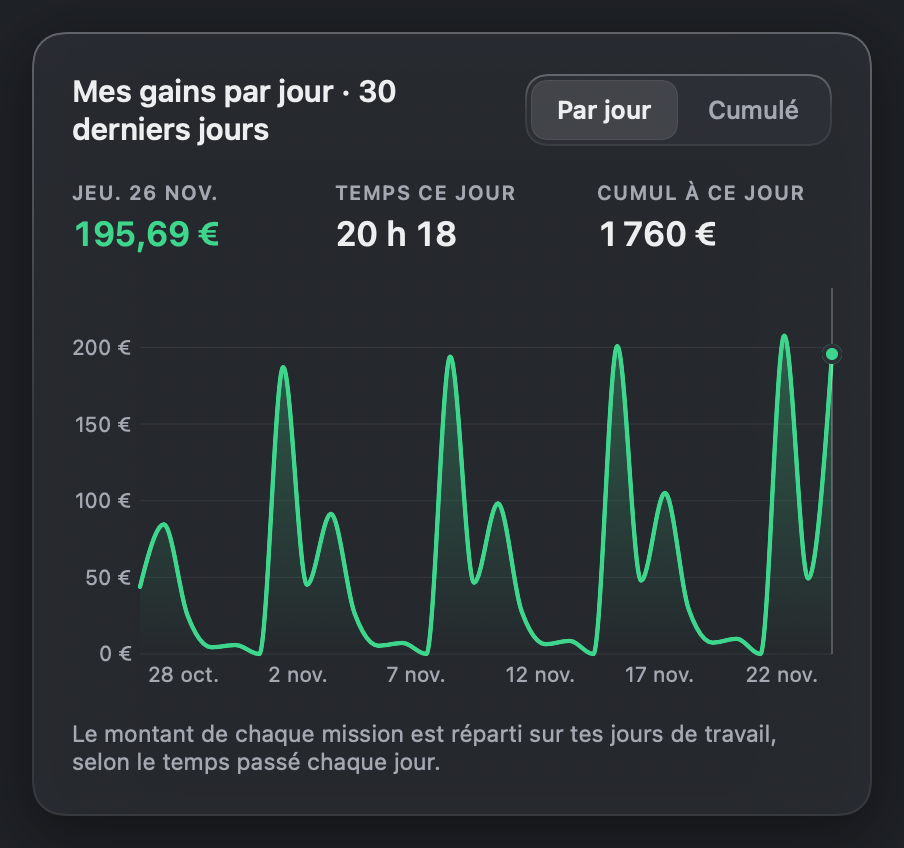 Mes gains par jour · 30
derniers jours
Par jour
Cumulé
JEU. 26 NOV.
195,69 €
TEMPS CE JOUR
20 h 18
CUMUL À CE JOUR
1 760 €
200 €
150 €
100 €
50 €
0 €
28 oct.
2 nov.
7 nov.
12 nov.
17 nov.
22 nov.
Le montant de chaque mission est réparti sur tes jours de travail,
selon le temps passé chaque jour.